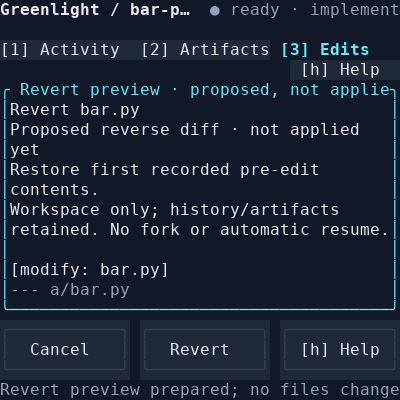 Greenlight / bar-p… ● ready · implement
[1] Activity [2] Artifacts [3] Edits
[h] Help
Revert preview · proposed, not applie
Revert bar.py
Proposed reverse diff · not applied
yet
Restore first recorded pre-edit
contents.
Workspace only; history/artifacts
retained. No fork or automatic resume.
[modify: bar.py]
--- a/bar.py
Cancel Revert [h] Help
Revert preview prepared; no files change